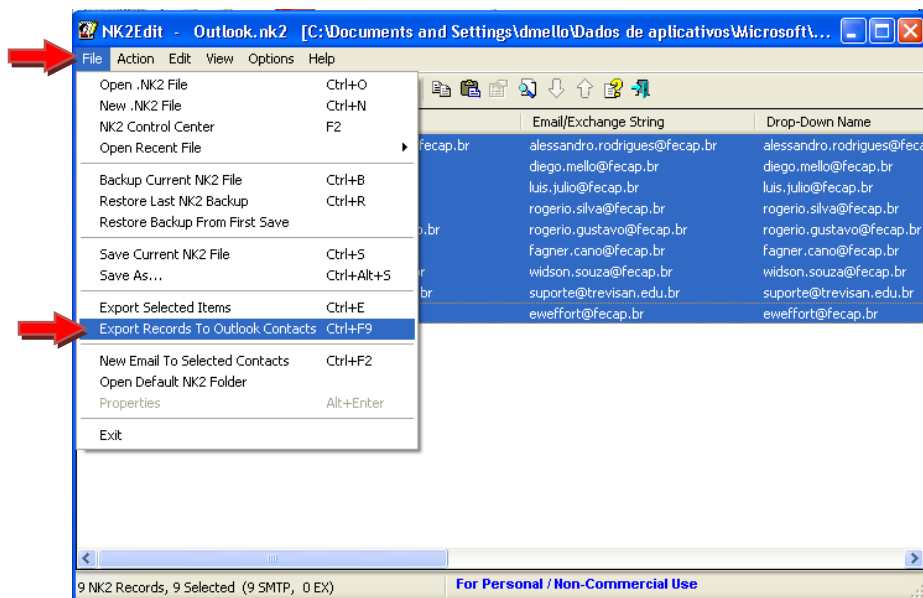 NK2Edit - Outlook.nk2 [C:\Documents and Settings\dmello\Dados de aplicativos\Microsoft\...
File Action Edit View Options Help
Open .NK2 File Ctrl+O
New .NK2 File Ctrl+N
NK2 Control Center F2
Open Recent File
Backup Current NK2 File Ctrl+B
Restore Last NK2 Backup Ctrl+R
Restore Backup From First Save
Save Current NK2 File Ctrl+S
Save As... Ctrl+Alt+S
Export Selected Items Ctrl+E
Export Records To Outlook Contacts Ctrl+F9
New Email To Selected Contacts Ctrl+F2
Open Default NK2 Folder
Properties Alt+Enter
Exit
Email/Exchange String Drop-Down Name
fecap.br alessandro.rodrigues@fecap.br alessandro.rodrigues@feca
diego.mello@fecap.br diego.mello@fecap.br
luis.julio@fecap.br luis.julio@fecap.br
rogerio.silva@fecap.br rogerio.silva@fecap.br
o.br rogerio.gustavo@fecap.br rogerio.gustavo@fecap.br
fagner.cano@fecap.br fagner.cano@fecap.br
r widson.souza@fecap.br widson.souza@fecap.br
br suporte@trevisan.edu.br suporte@trevisan.edu.br
eweffort@fecap.br eweffort@fecap.br
9 NK2 Records, 9 Selected (9 SMTP, 0 EX) For Personal / Non-Commercial Use